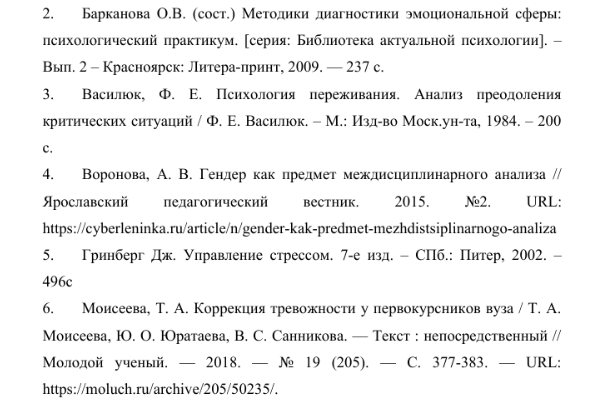 2. Барканова О.В. (сост.) Методики диагностики эмоциональной сферы:
психологический практикум. [серия: Библиотека актуальной психологии]. –
Вып. 2 – Красноярск: Литера-принт, 2009. — 237 с.
3. Василюк, Ф. Е. Психология переживания. Анализ преодоления
критических ситуаций / Ф. Е. Василюк. – М.: Изд-во Моск.ун-та, 1984. – 200
с.
4. Воронова, А. В. Гендер как предмет междисциплинарного анализа //
Ярославский педагогический вестник. 2015. №2. URL:
https://cyberleninka.ru/article/n/gender-kak-predmet-mezhdistsiplinarnogo-analiza
5. Гринберг Дж. Управление стрессом. 7-е изд. – СПб.: Питер, 2002. –
496с
6. Моисеева, Т. А. Коррекция тревожности у первокурсников вуза / Т. А.
Моисеева, Ю. О. Юратаева, В. С. Санникова. — Текст : непосредственный //
Молодой ученый. — 2018. — № 19 (205). — С. 377-383. — URL:
https://moluch.ru/archive/205/50235/.